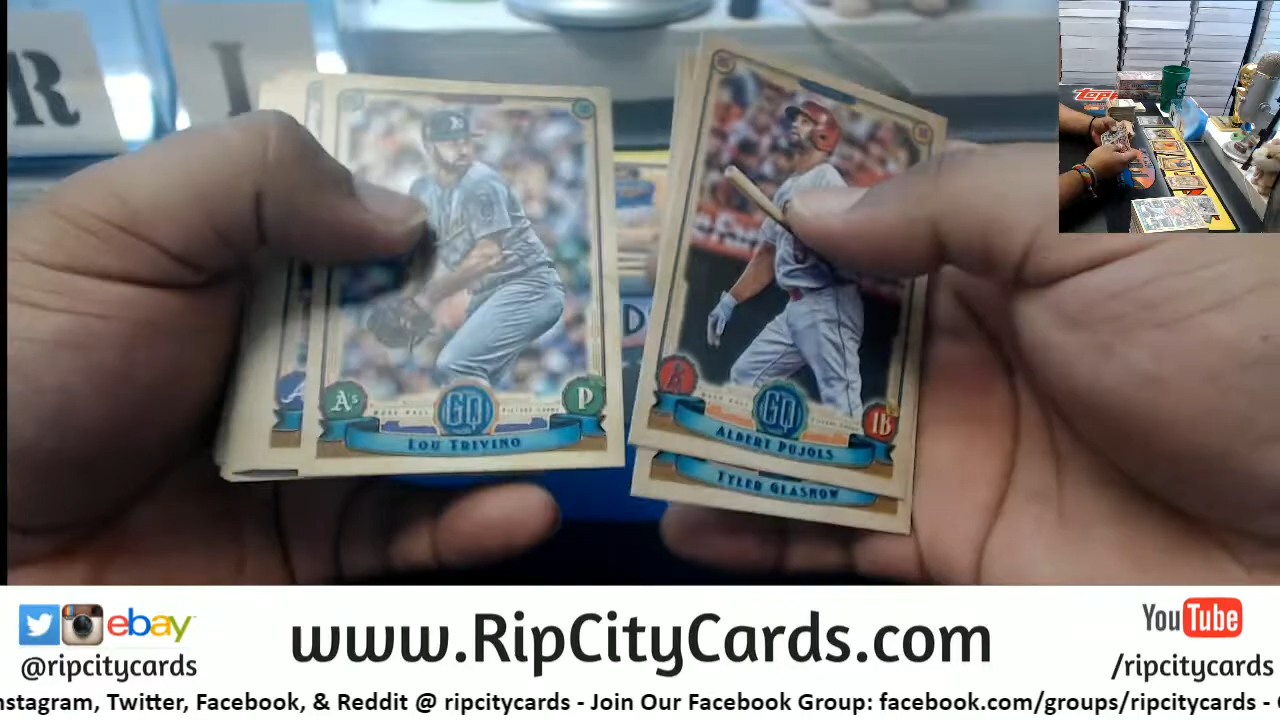 R I
Topps
A's
GQ
P
LOU TRIVINO
A
GQ
1B
ALBERT PUJOLS
TYLER GLASNOW
ebay
@ripcitycards
www.RipCityCards.com
YouTube
/ripcitycards
nstagram, Twitter, Facebook, & Reddit @ ripcitycards - Join Our Facebook Group: facebook.com/groups/ripcitycards -